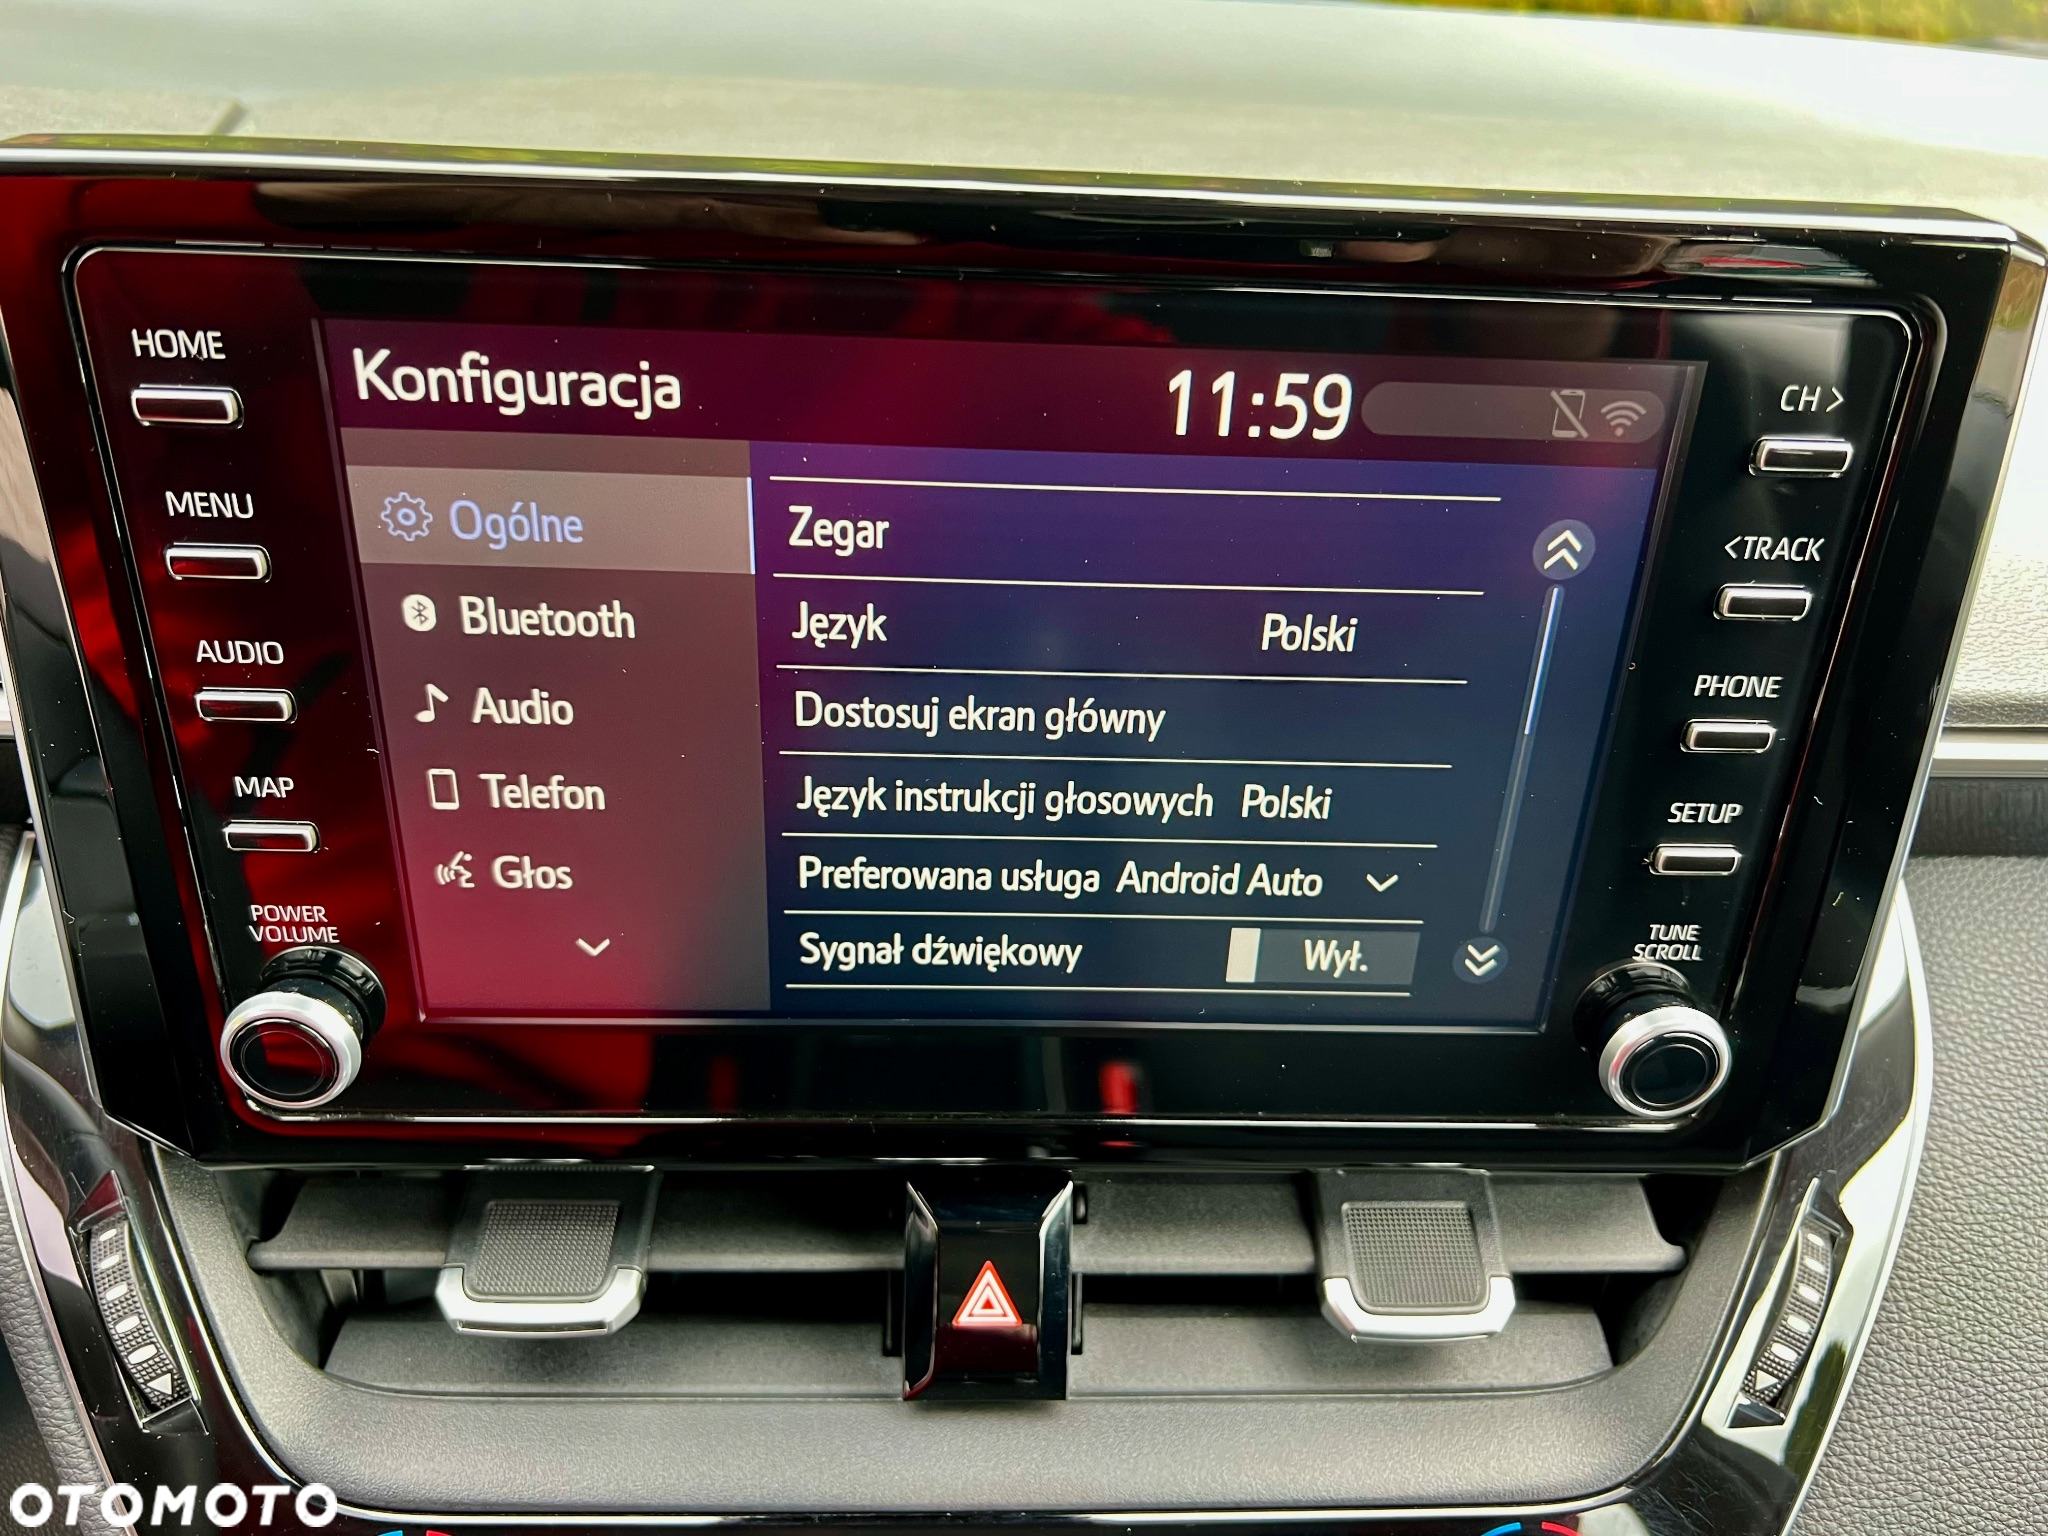 HOME
MENU
AUDIO
MAP
POWER
VOLUME
Konfiguracja
11:59
Ogólne
Bluetooth
Audio
Telefon
Głos
Zegar
Język Polski
Dostosuj ekran główny
Język instrukcji głosowych Polski
Preferowana usługa Android Auto
Sygnał dźwiękowy Wył.
CH >
<TRACK
PHONE
SETUP
TUNE
SCROLL
OTOMOTO